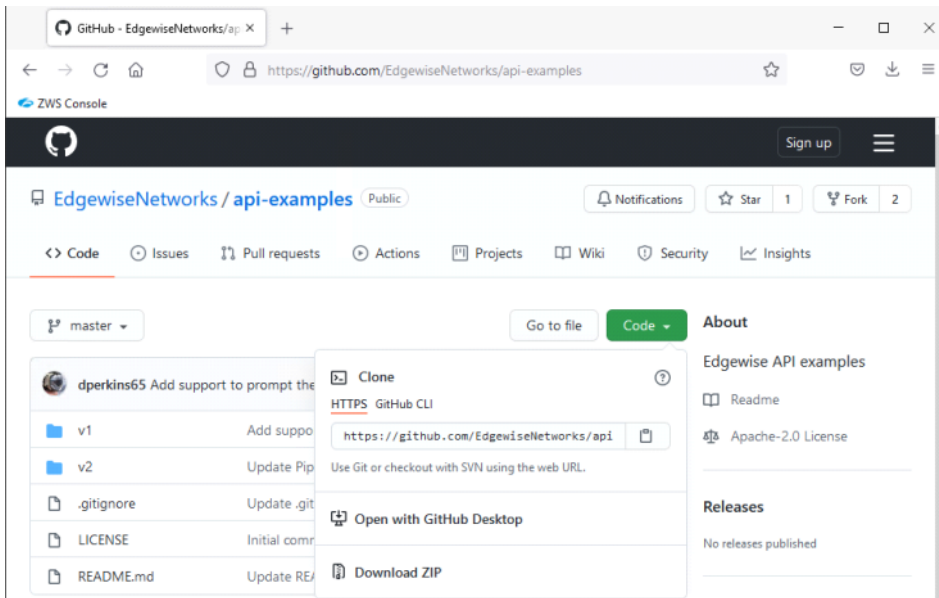 GitHub - EdgewiseNetworks/ap
https://github.com/EdgewiseNetworks/api-examples
ZWS Console
Sign up
EdgewiseNetworks / api-examples Public
Notifications Star 1 Fork 2
Code Issues Pull requests Actions Projects Wiki Security Insights
master Go to file Code
About
Edgewise API examples
Readme
Apache-2.0 License
Releases
No releases published
dperkins65 Add support to prompt the
v1 Add suppo
v2 Update Pip
.gitignore Update .git
LICENSE Initial comm
README.md Update REA
Clone
HTTPS GitHub CLI
https://github.com/EdgewiseNetworks/api
Use Git or checkout with SVN using the web URL.
Open with GitHub Desktop
Download ZIP